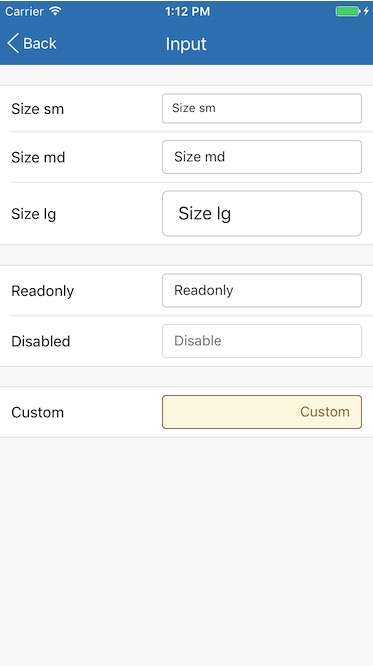 Carrier 1:12 PM
Back Input
Size sm Size sm
Size md Size md
Size lg Size lg
Readonly Readonly
Disabled Disable
Custom Custom